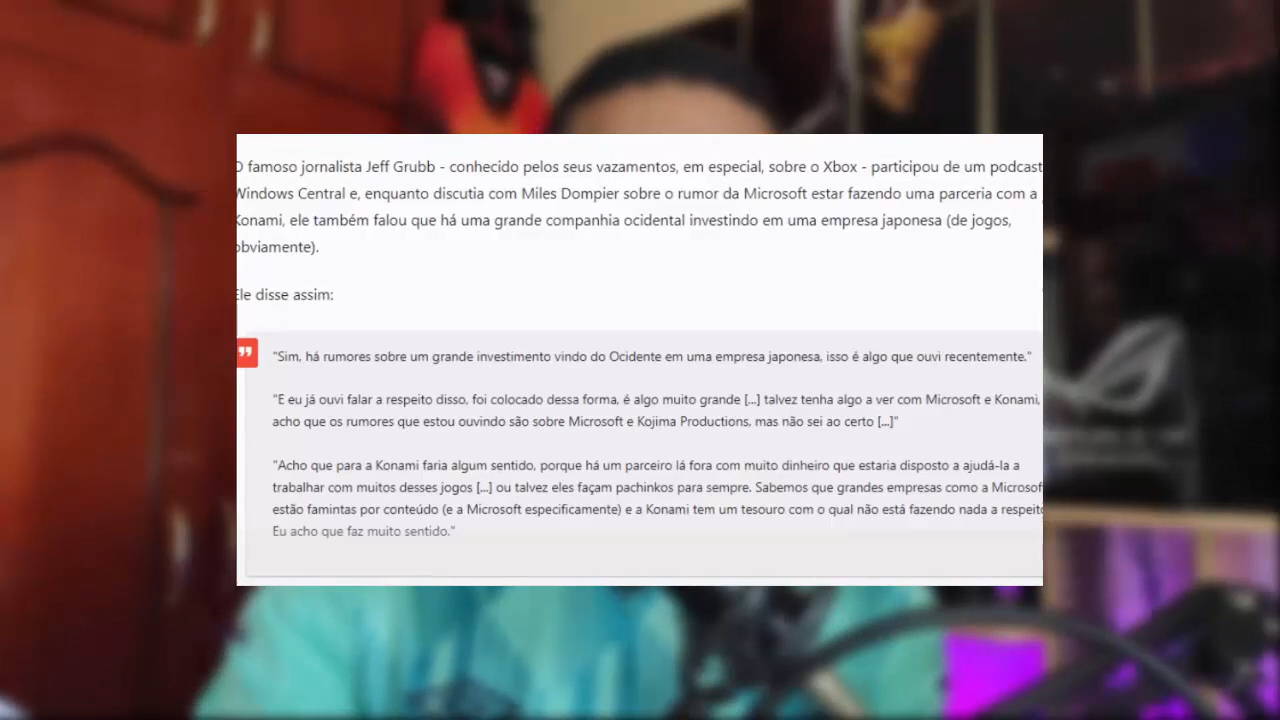 O famoso jornalista Jeff Grubb - conhecido pelos seus vazamentos, em especial, sobre o Xbox - participou de um podcast
Windows Central e, enquanto discutia com Miles Dompier sobre o rumor da Microsoft estar fazendo uma parceria com a
Konami, ele também falou que há uma grande companhia ocidental investindo em uma empresa japonesa (de jogos,
obviamente).
Ele disse assim:
"Sim, há rumores sobre um grande investimento vindo do Ocidente em uma empresa japonesa, isso é algo que ouvi recentemente."
"E eu já ouvi falar a respeito disso, foi colocado dessa forma, é algo muito grande [...] talvez tenha algo a ver com Microsoft e Konami,
acho que os rumores que estou ouvindo são sobre Microsoft e Kojima Productions, mas não sei ao certo [...]"
"Acho que para a Konami faria algum sentido, porque há um parceiro lá fora com muito dinheiro que estaria disposto a ajudá-la a
trabalhar com muitos desses jogos [...] ou talvez eles façam pachinkos para sempre. Sabemos que grandes empresas como a Microsof
estão famintas por conteúdo (e a Microsoft especificamente) e a Konami tem um tesouro com o qual não está fazendo nada a respeito
Eu acho que faz muito sentido."